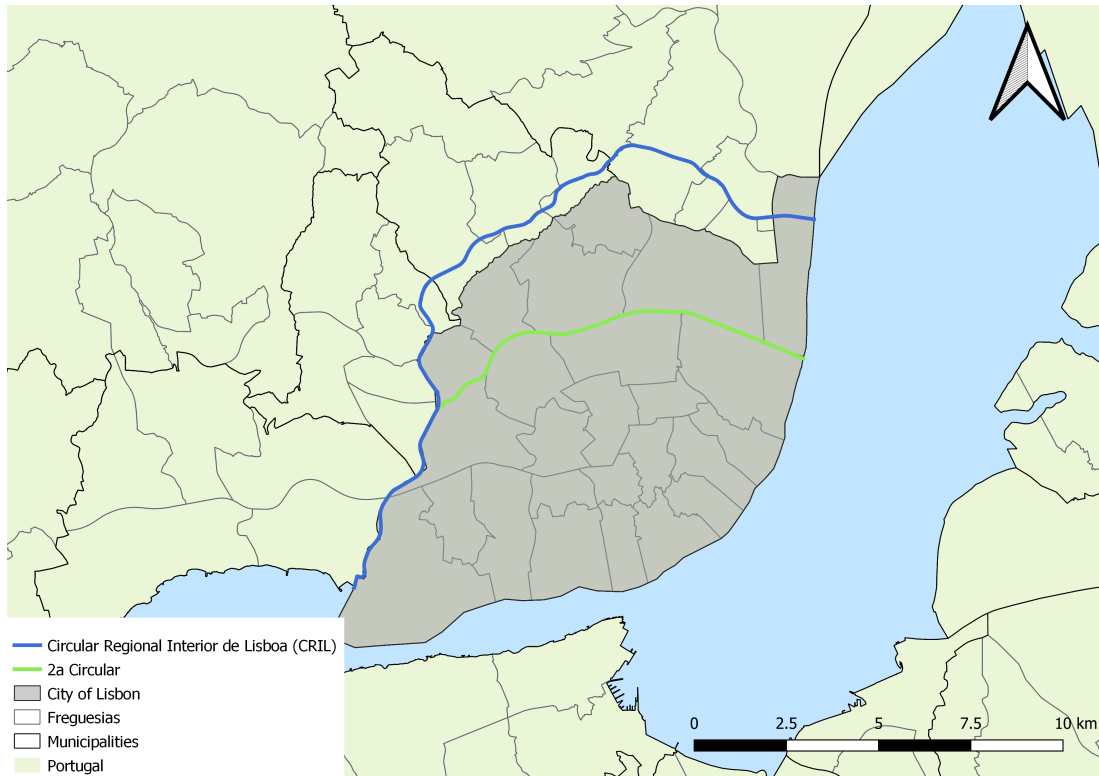 Circular Regional Interior de Lisboa (CRIL)
2a Circular
City of Lisbon
Freguesias
Municipalities
Portugal
0 2.5 5 7.5 10 km